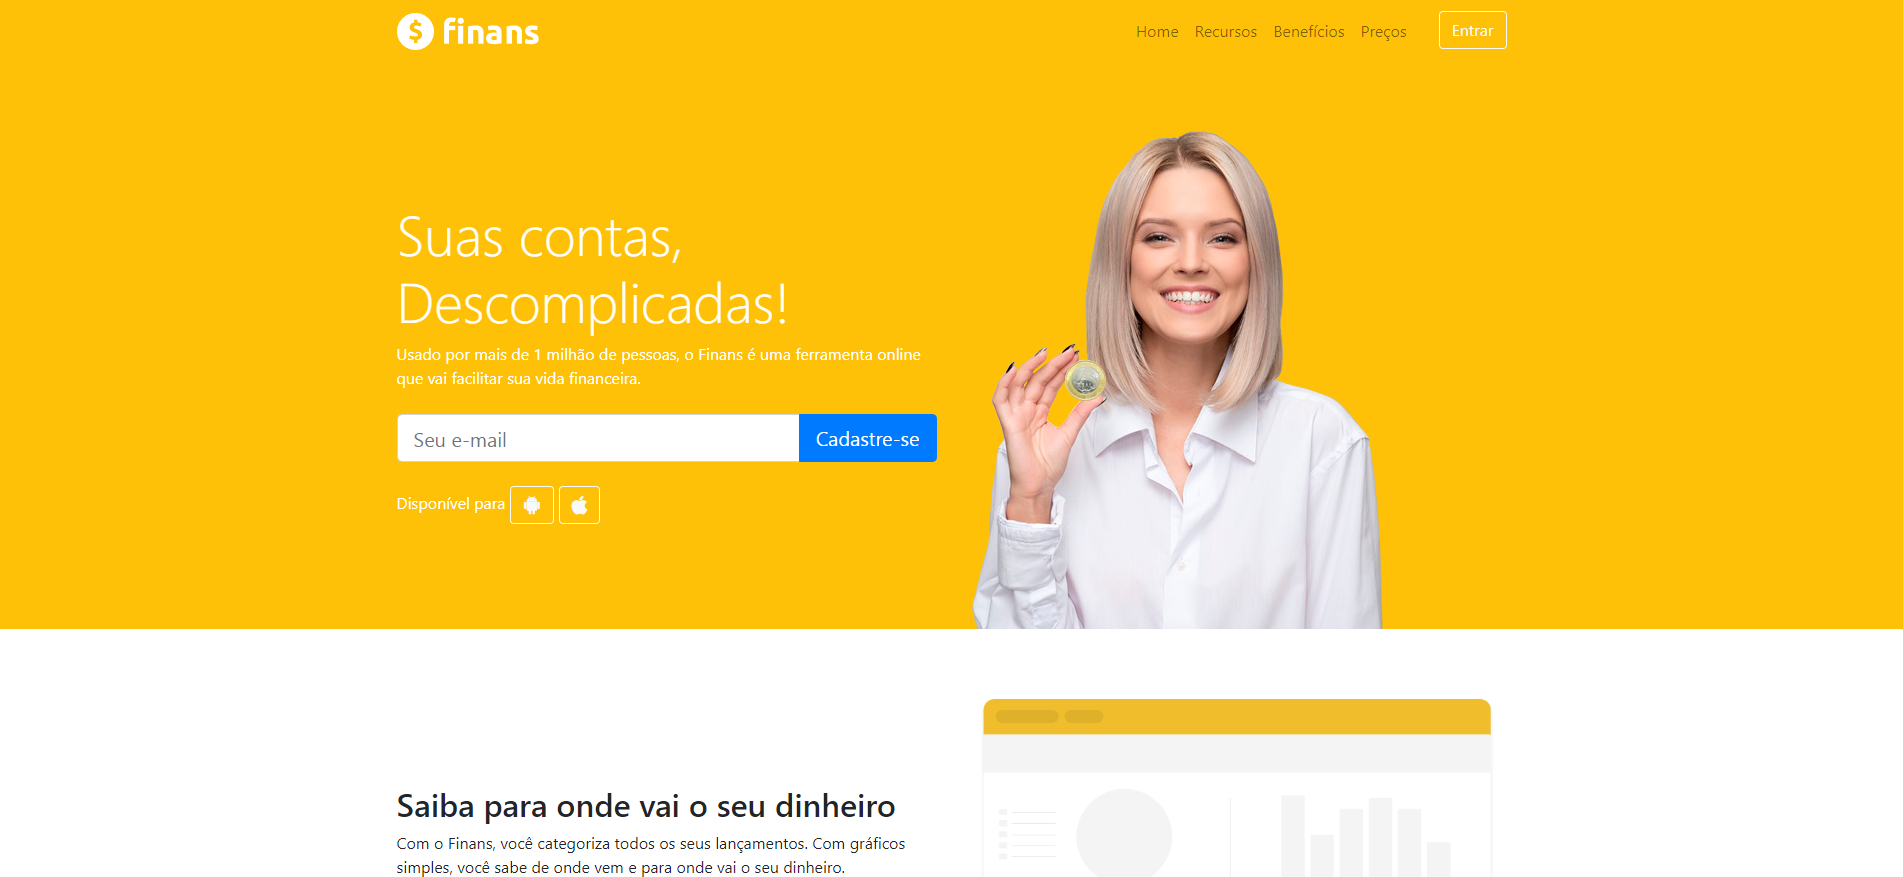 finans
Home Recursos Benefícios Preços Entrar
Suas contas,
Descomplicadas!
Usado por mais de 1 milhão de pessoas, o Finans é uma ferramenta online
que vai facilitar sua vida financeira.
Seu e-mail Cadastre-se
Disponível para
Saiba para onde vai o seu dinheiro
Com o Finans, você categoriza todos os seus lançamentos. Com gráficos
simples, você sabe de onde vem e para onde vai o seu dinheiro.